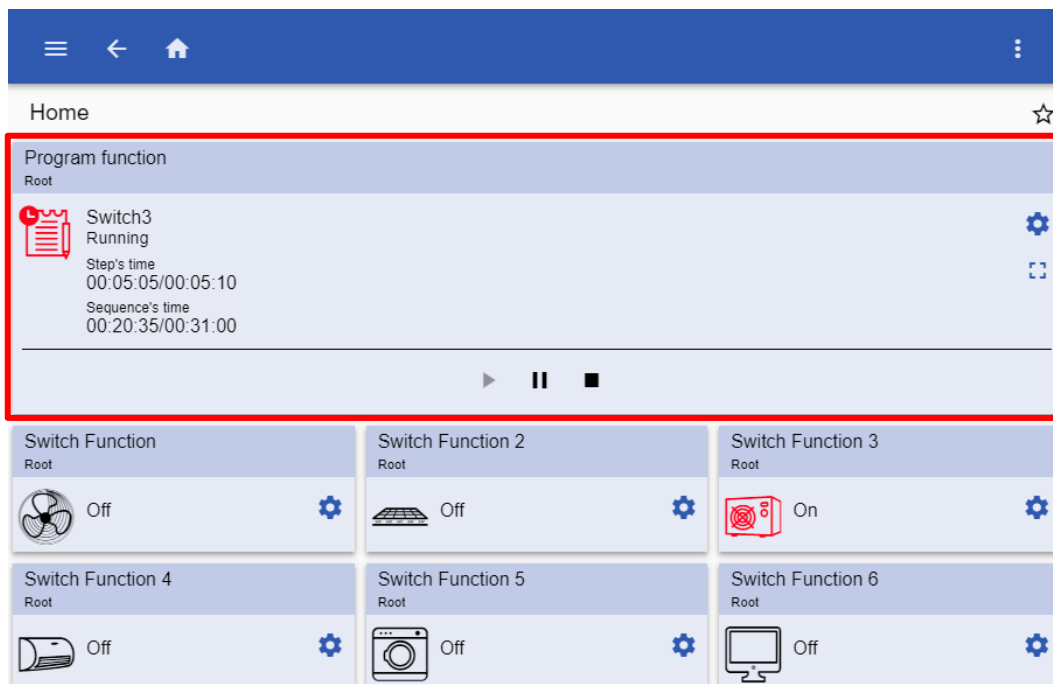 Home
Program function
Root
Switch3
Running
Step's time
00:05:05/00:05:10
Sequence's time
00:20:35/00:31:00
Switch Function
Root
Off
Switch Function 2
Root
Off
Switch Function 3
Root
On
Switch Function 4
Root
Off
Switch Function 5
Root
Off
Switch Function 6
Root
Off